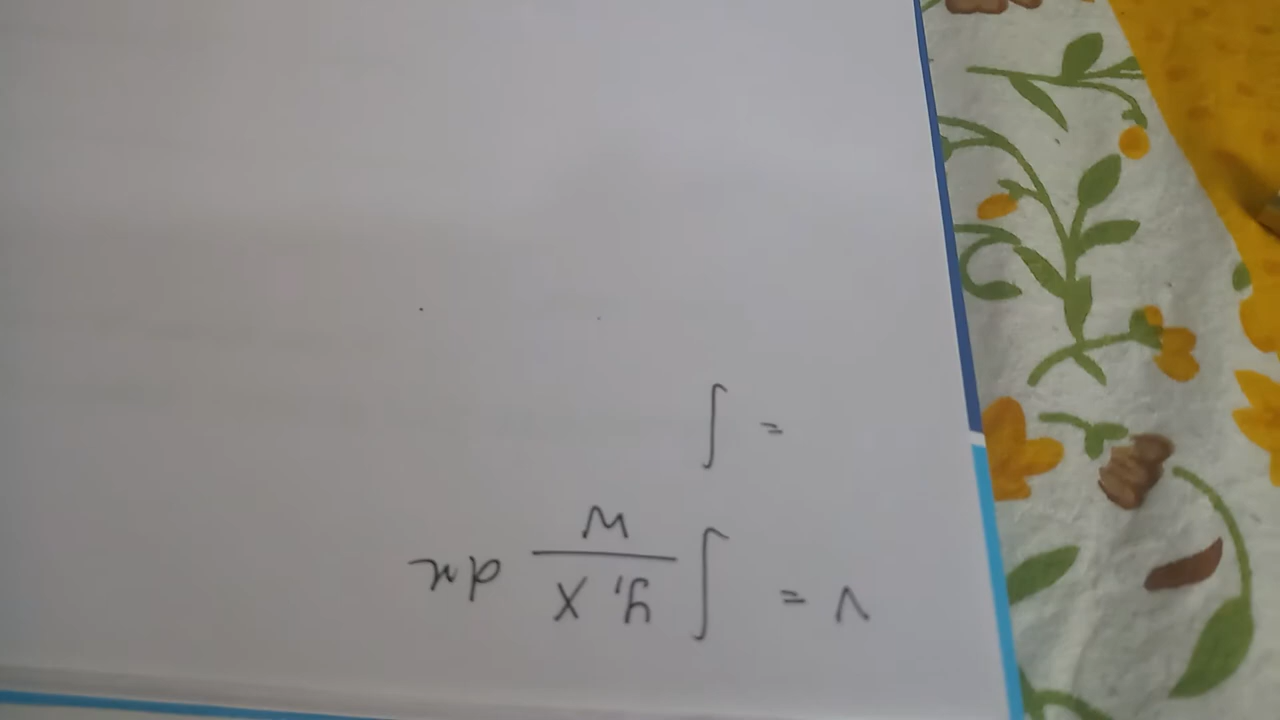 v = ∫ y₁ X / W dx
= ∫